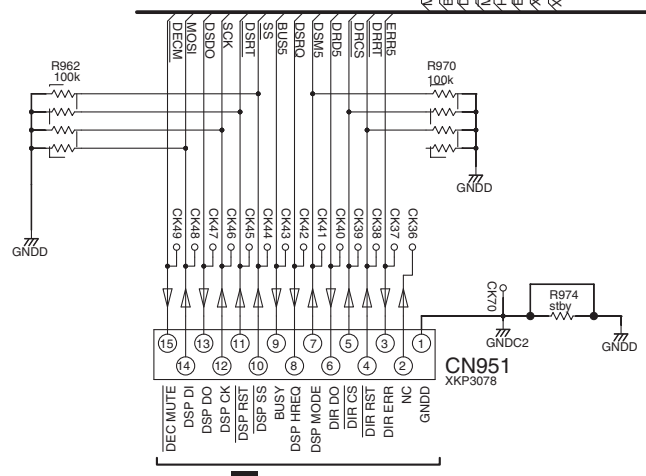 DECM
MOSI
DSDO
SCK
DSRT
SS
BUS5
DSRQ
DSM5
DRD5
DRCS
DRRT
ERR5
R962
100k
R970
100k
GNDD
GNDD
CK49
CK48
CK47
CK46
CK45
CK44
CK43
CK42
CK41
CK40
CK39
CK38
CK37
CK36
CK70
R974
stby
GNDC2
GNDD
15
14
13
12
11
10
9
8
7
6
5
4
3
2
1
CN951
XKP3078
DEC MUTE
DSP DI
DSP DO
DSP CK
DSP RST
DSP SS
BUSY
DSP HREQ
DSP MODE
DIR DO
DIR CS
DIR RST
DIR ERR
NC
GNDD